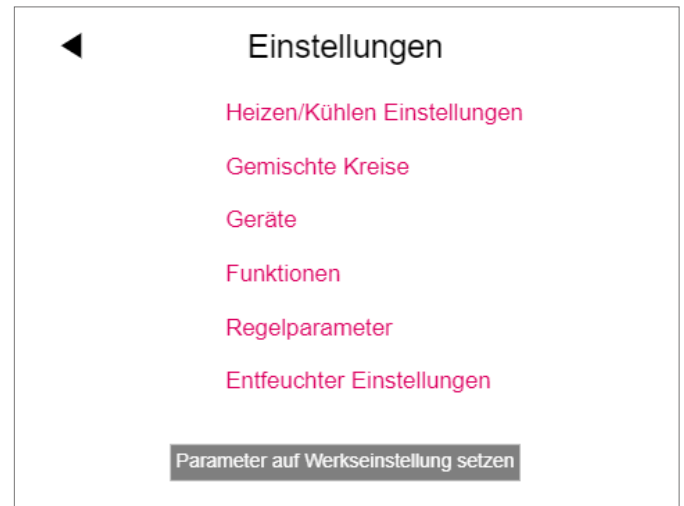 Einstellungen
Heizen/Kühlen Einstellungen
Gemischte Kreise
Geräte
Funktionen
Regelparameter
Entfeuchter Einstellungen
Parameter auf Werkseinstellung setzen